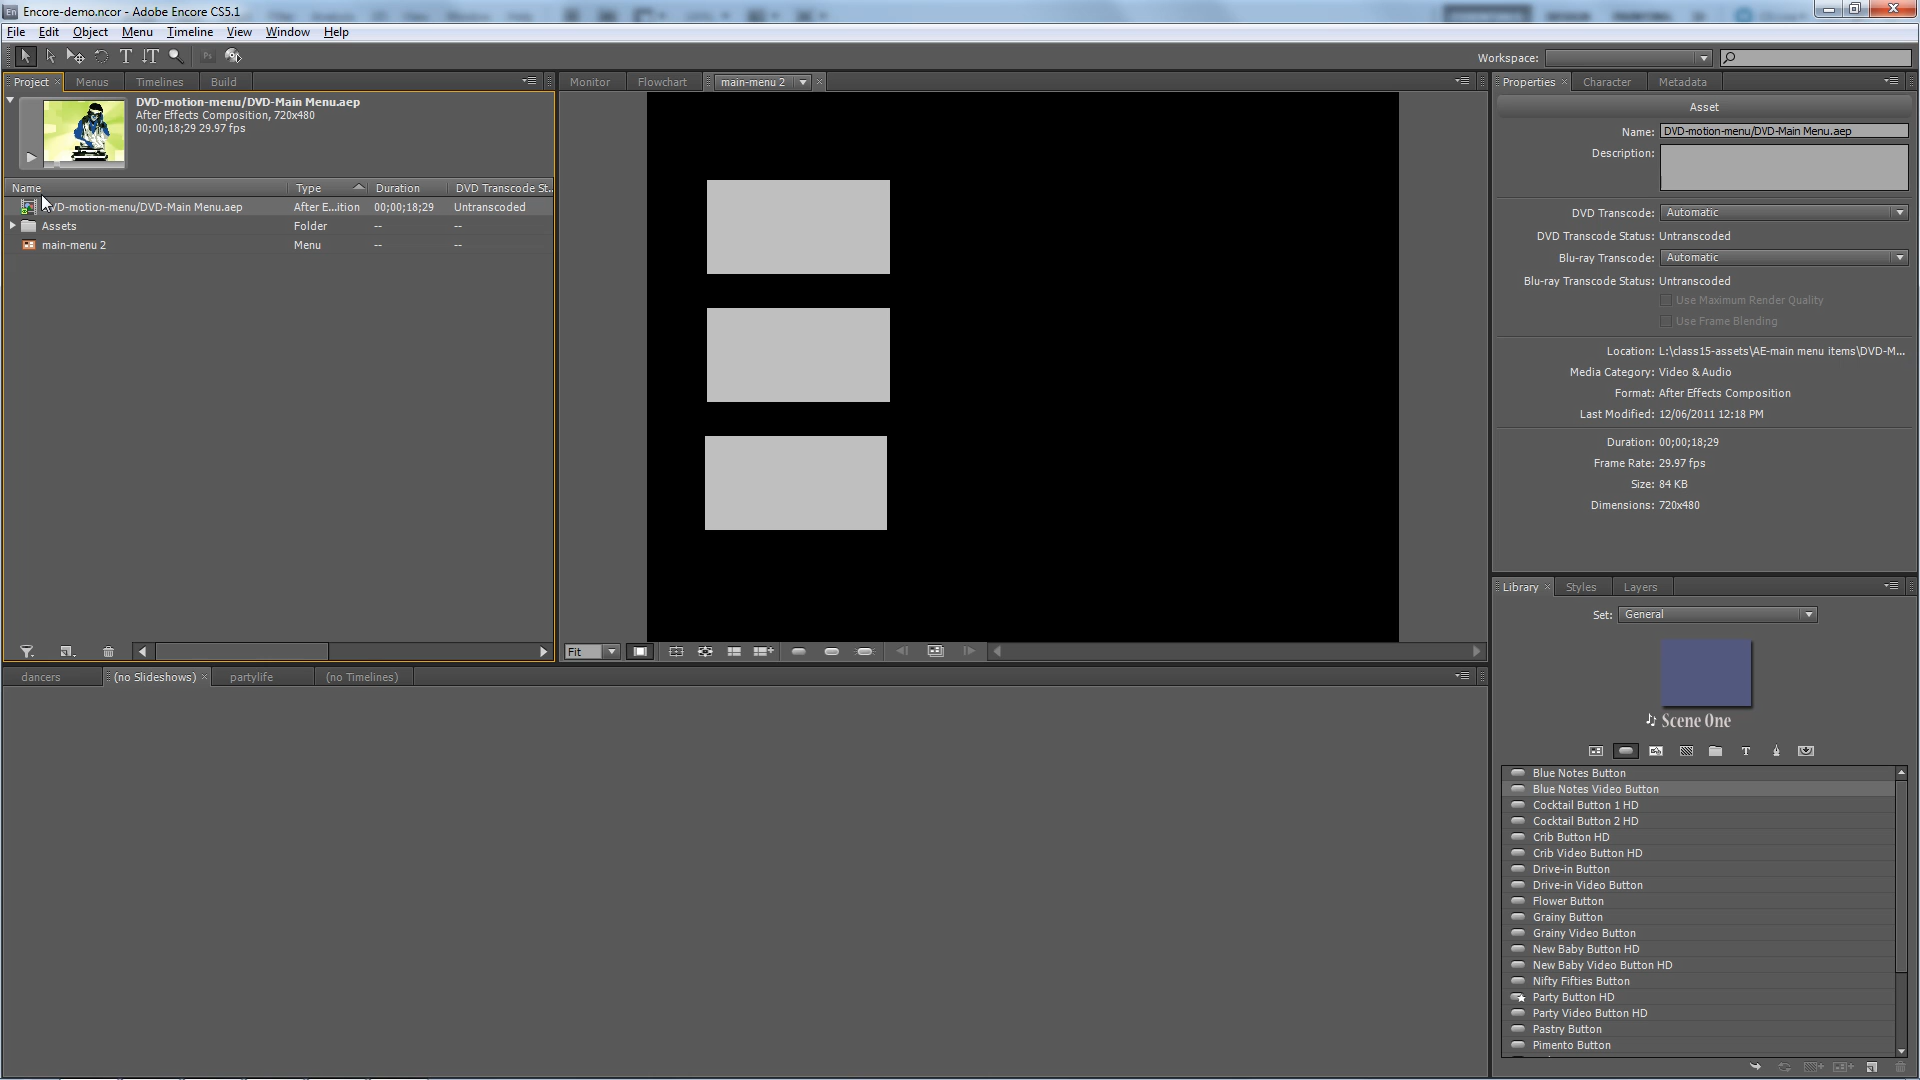 Encore-demo.ncor - Adobe Encore CS5.1
File Edit Object Menu Timeline View Window Help
Workspace:
Project Menus Timelines Build
DVD-motion-menu/DVD-Main Menu.aep
After Effects Composition, 720x480
00;00;18;29 29.97 fps
Name Type Duration DVD Transcode St..
VD-motion-menu/DVD-Main Menu.aep After E...ition 00;00;18;29 Untranscoded
Assets Folder -- --
main-menu 2 Menu -- --
Monitor Flowchart main-menu 2
Fit
dancers (no Slideshows) partylife (no Timelines)
Properties Character Metadata
Asset
Name: DVD-motion-menu/DVD-Main Menu.aep
Description:
DVD Transcode: Automatic
DVD Transcode Status: Untranscoded
Blu-ray Transcode: Automatic
Blu-ray Transcode Status: Untranscoded
Use Maximum Render Quality
Use Frame Blending
Location: L:\class15-assets\AE-main menu items\DVD-M...
Media Category: Video & Audio
Format: After Effects Composition
Last Modified: 12/06/2011 12:18 PM
Duration: 00;00;18;29
Frame Rate: 29.97 fps
Size: 84 KB
Dimensions: 720x480
Library Styles Layers
Set: General
Scene One
Blue Notes Button
Blue Notes Video Button
Cocktail Button 1 HD
Cocktail Button 2 HD
Crib Button HD
Crib Video Button HD
Drive-in Button
Drive-in Video Button
Flower Button
Grainy Button
Grainy Video Button
New Baby Button HD
New Baby Video Button HD
Nifty Fifties Button
Party Button HD
Party Video Button HD
Pastry Button
Pimento Button